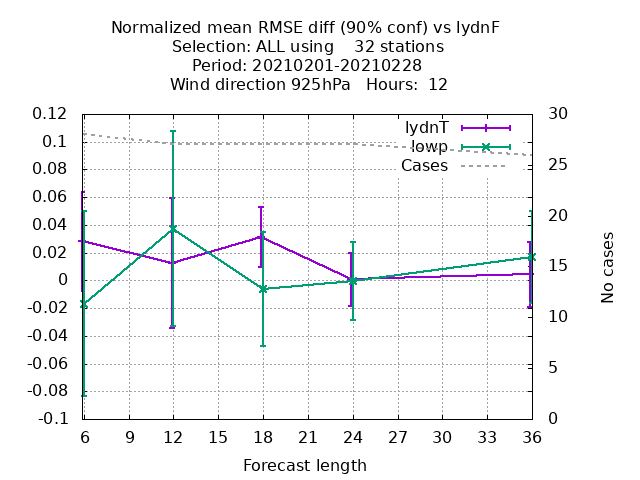 Normalized mean RMSE diff (90% conf) vs lydnF
Selection: ALL using    32 stations
Period: 20210201-20210228
Wind direction 925hPa   Hours:  12
0.12
0.1
0.08
0.06
0.04
0.02
0
-0.02
-0.04
-0.06
-0.08
-0.1
lydnT
lowp
Cases
30
25
20
15
10
5
0
No cases
6 9 12 15 18 21 24 27 30 33 36
Forecast length